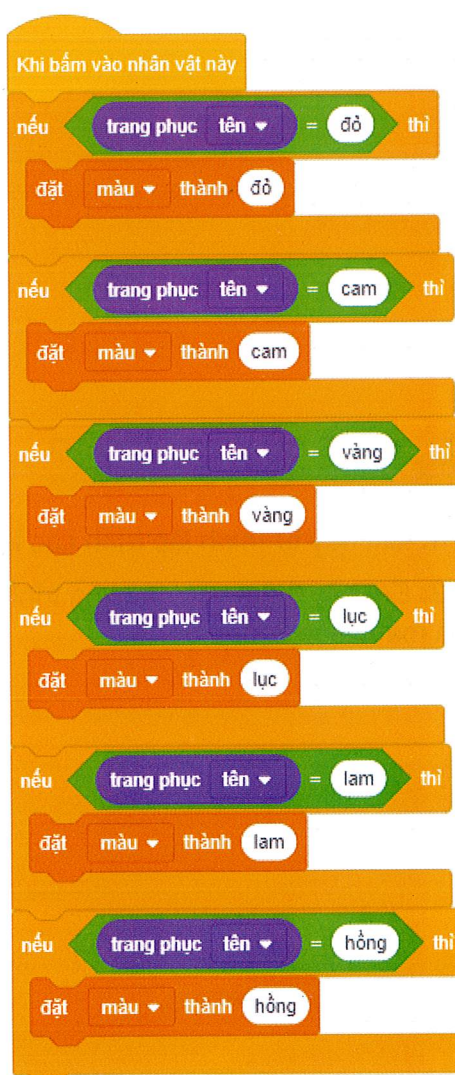 Khi bấm vào nhân vật này
nếu trang phục tên = đỏ thì
đặt màu thành đỏ
nếu trang phục tên = cam thì
đặt màu thành cam
nếu trang phục tên = vàng thì
đặt màu thành vàng
nếu trang phục tên = lục thì
đặt màu thành lục
nếu trang phục tên = lam thì
đặt màu thành lam
nếu trang phục tên = hồng thì
đặt màu thành hồng